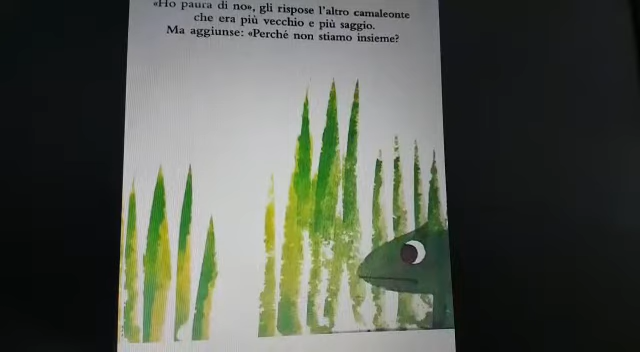 «Ho paura di no», gli rispose l'altro camaleonte
che era più vecchio e più saggio.
Ma aggiunse: «Perché non stiamo insieme?